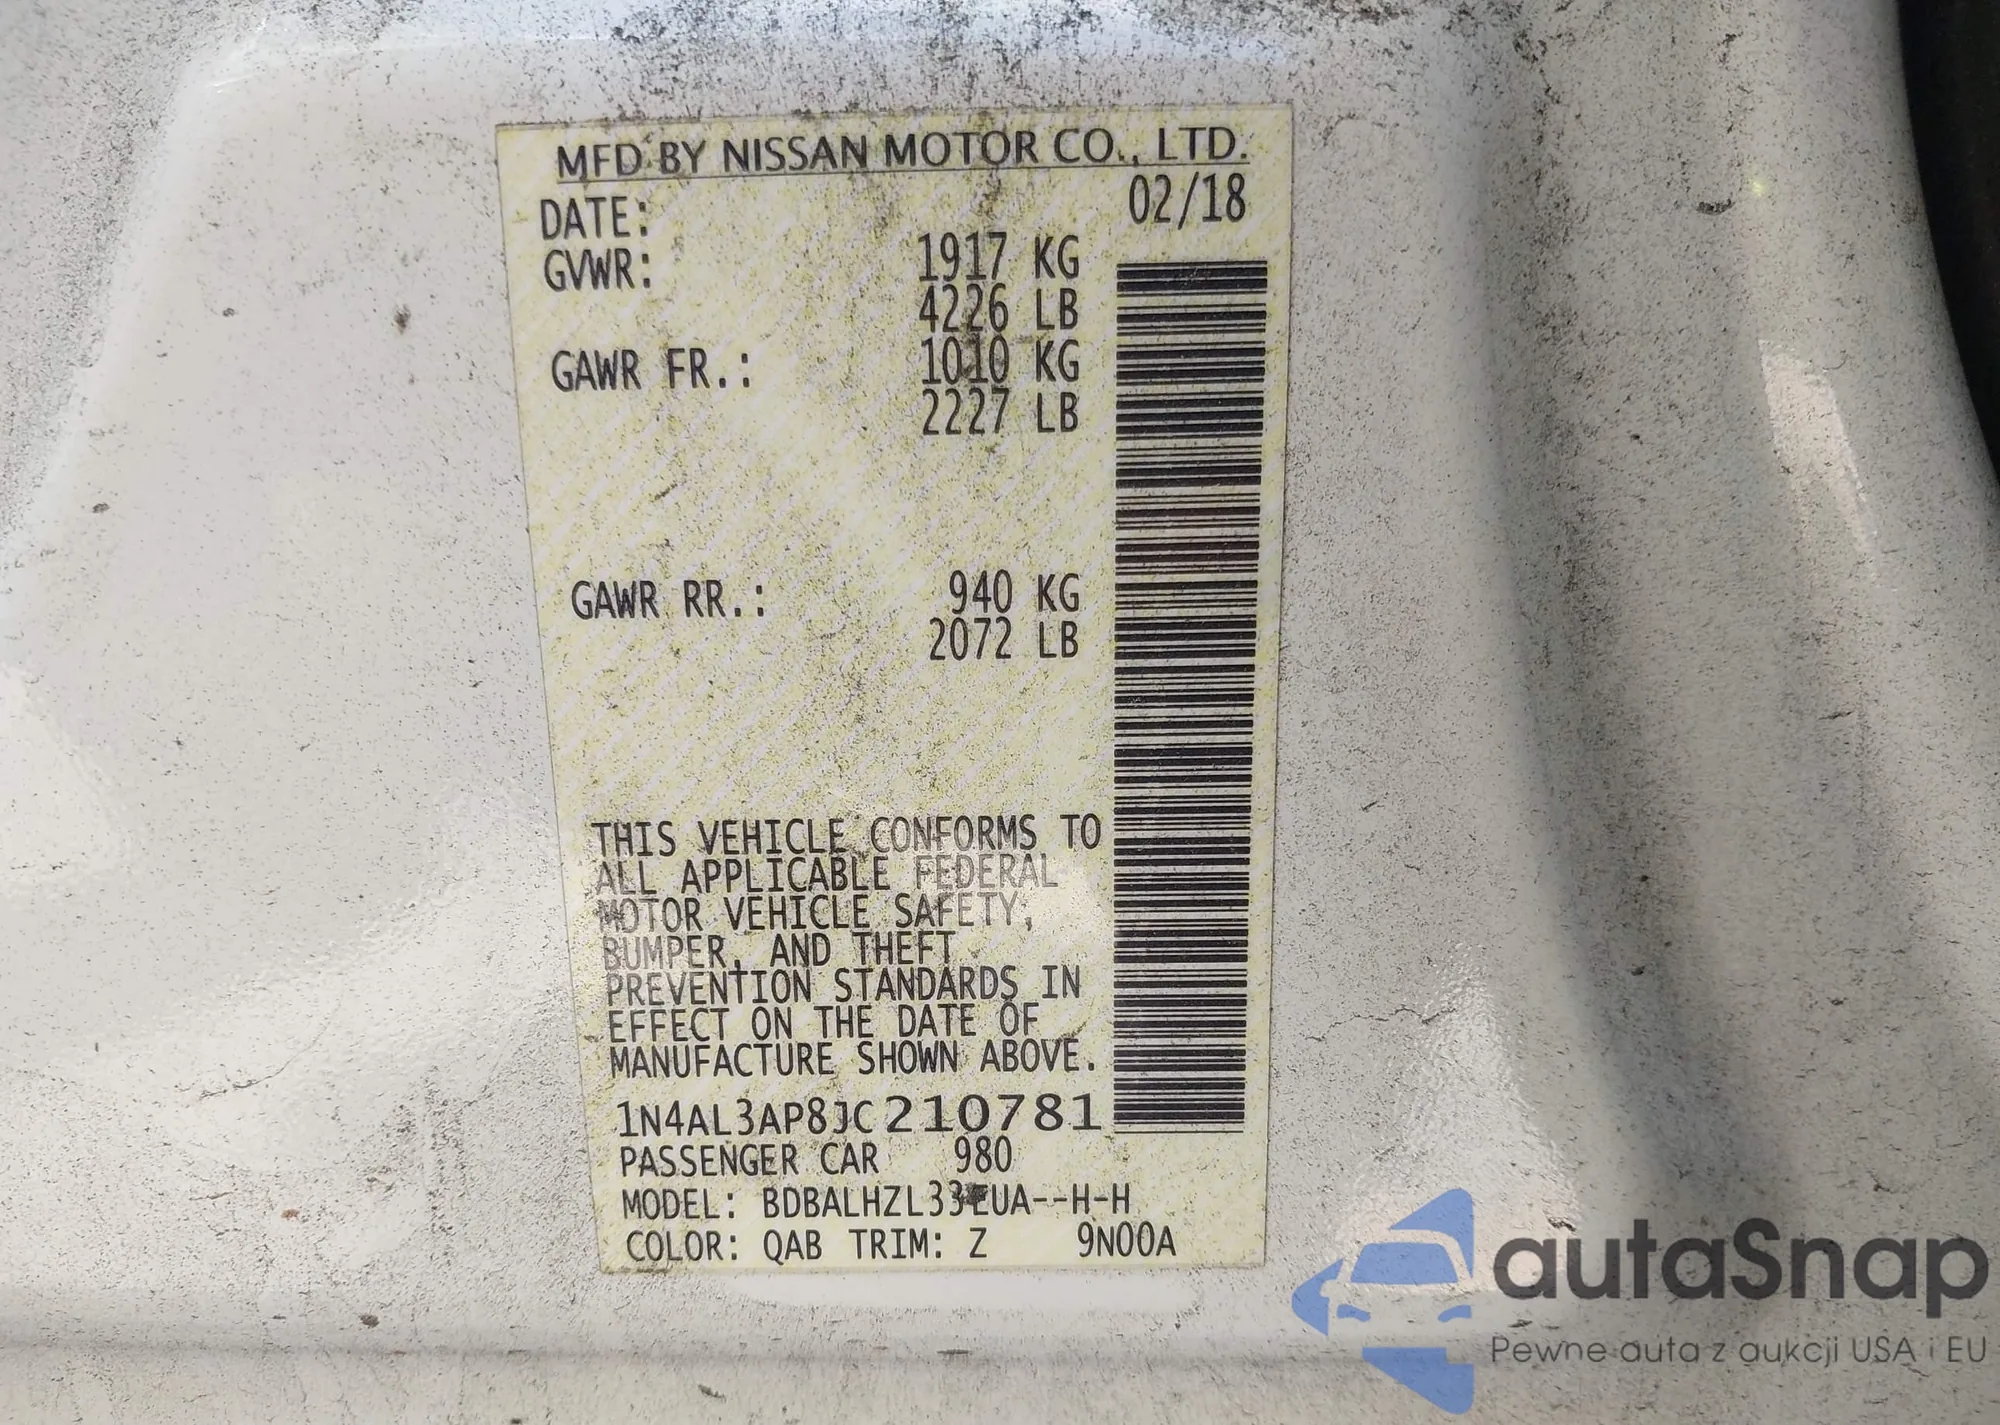 MFD BY NISSAN MOTOR CO., LTD.
DATE: 02/18
GVWR: 1917 KG
4226 LB
GAWR FR.: 1010 KG
2227 LB
GAWR RR.: 940 KG
2072 LB
THIS VEHICLE CONFORMS TO
ALL APPLICABLE FEDERAL
MOTOR VEHICLE SAFETY,
BUMPER, AND THEFT
PREVENTION STANDARDS IN
EFFECT ON THE DATE OF
MANUFACTURE SHOWN ABOVE.
1N4AL3AP8JC210781
PASSENGER CAR 980
MODEL: BDBALHZL33EUA--H-H
COLOR: QAB TRIM: Z 9N00A
autaSnap
Pewne auta z aukcji USA i EU